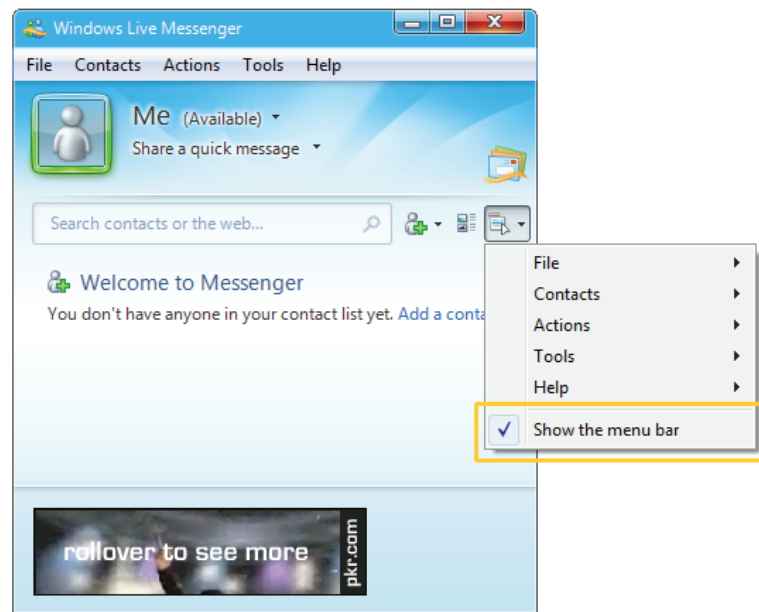 Windows Live Messenger
File Contacts Actions Tools Help
Me (Available)
Share a quick message
Search contacts or the web...
Welcome to Messenger
You don't have anyone in your contact list yet. Add a conta
File
Contacts
Actions
Tools
Help
Show the menu bar
rollover to see more
pkr.com